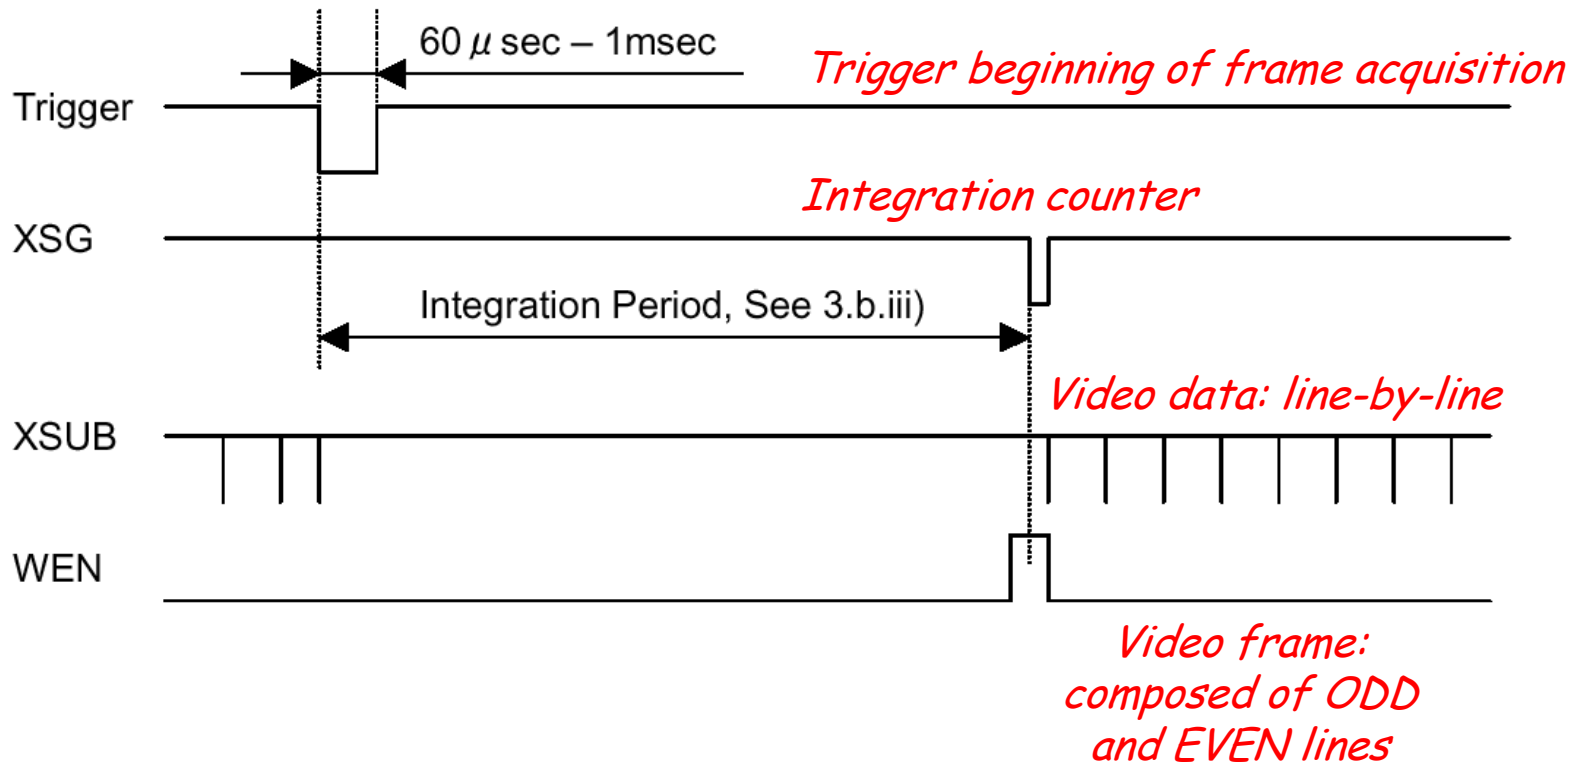 60 μ sec – 1msec
Trigger beginning of frame acquisition
Trigger
Integration counter
XSG
Integration Period, See 3.b.iii)
Video data: line-by-line
XSUB
WEN
Video frame:
composed of ODD
and EVEN lines